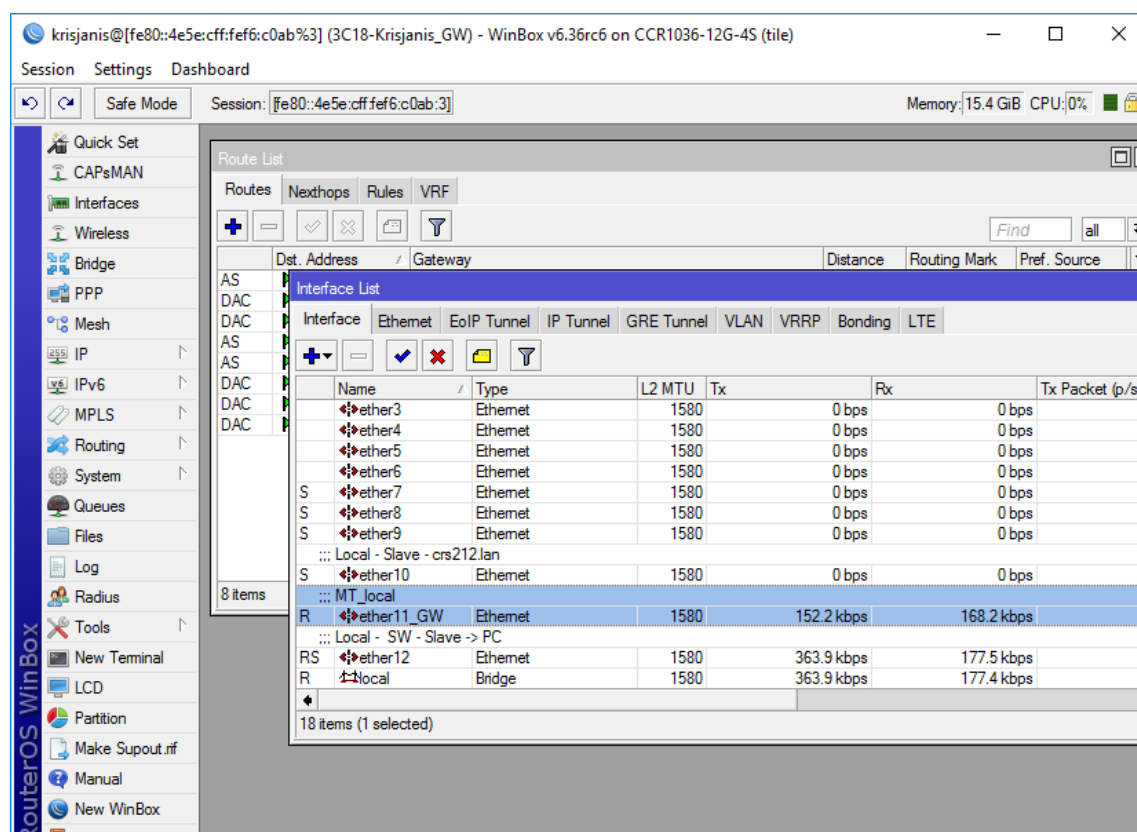 krisjanis@[fe80::4e5e:cff:fef6:c0ab%3] (3C18-Krisjanis_GW) - WinBox v6.36rc6 on CCR1036-12G-4S (tile)
Session Settings Dashboard
Safe Mode Session: [fe80::4e5e:cff:fef6:c0ab:3] Memory: 15.4 GiB CPU: 0%
RouterOS WinBox
Quick Set
CAPsMAN
Interfaces
Wireless
Bridge
PPP
Mesh
255 IP
v6 IPv6
MPLS
Routing
System
Queues
Files
Log
Radius
Tools
New Terminal
LCD
Partition
Make Supout.rif
Manual
New WinBox
Route List
Routes Nexthops Rules VRF
Find all
Dst. Address / Gateway Distance Routing Mark Pref. Source
AS
DAC
DAC
AS
AS
DAC
DAC
DAC
8 items
Interface List
Interface Ethernet EoIP Tunnel IP Tunnel GRE Tunnel VLAN VRRP Bonding LTE
Name / Type L2 MTU Tx Rx Tx Packet (p/s
ether3 Ethernet 1580 0 bps 0 bps
ether4 Ethernet 1580 0 bps 0 bps
ether5 Ethernet 1580 0 bps 0 bps
ether6 Ethernet 1580 0 bps 0 bps
S ether7 Ethernet 1580 0 bps 0 bps
S ether8 Ethernet 1580 0 bps 0 bps
S ether9 Ethernet 1580 0 bps 0 bps
;;; Local - Slave - crs212.lan
S ether10 Ethernet 1580 0 bps 0 bps
;;; MT_local
R ether11_GW Ethernet 1580 152.2 kbps 168.2 kbps
;;; Local - SW - Slave -> PC
RS ether12 Ethernet 1580 363.9 kbps 177.5 kbps
R local Bridge 1580 363.9 kbps 177.4 kbps
18 items (1 selected)